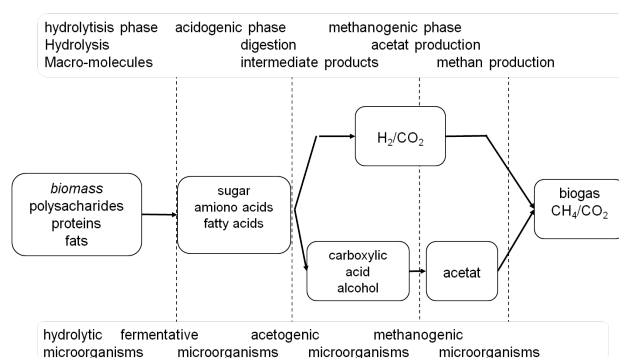 hydrolytisis phase acidogenic phase methanogenic phase
Hydrolysis digestion acetat production
Macro-molecules intermediate products methan production
H₂/CO₂
biomass
polysacharides
proteins
fats
sugar
amiono acids
fatty acids
biogas
CH₄/CO₂
carboxylic
acid
alcohol
acetat
hydrolytic fermentative acetogenic methanogenic
microorganisms microorganisms microorganisms microorganisms